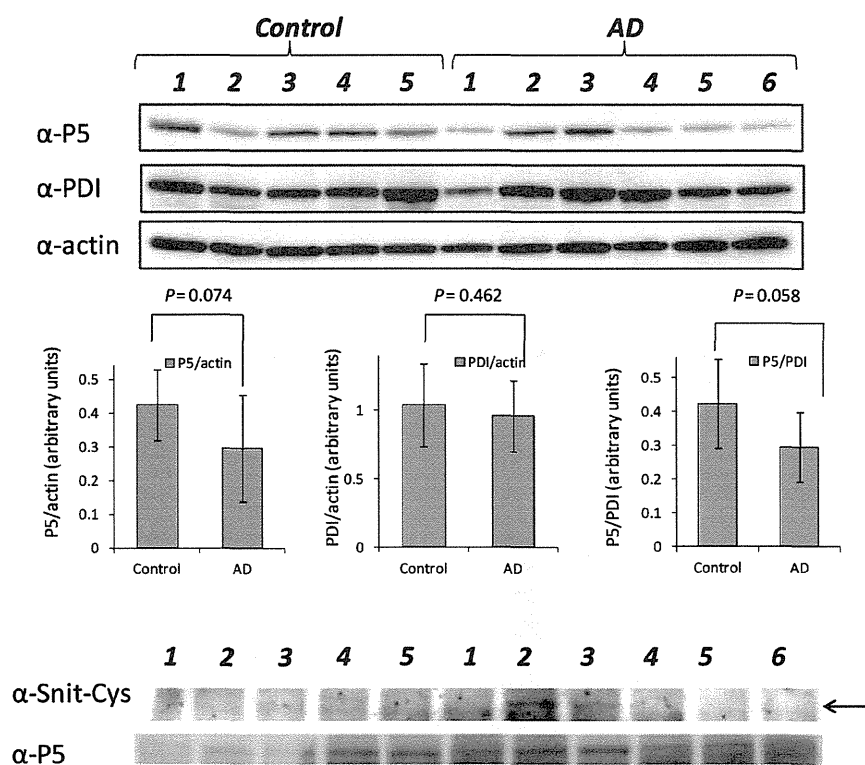 Control AD
1 2 3 4 5 1 2 3 4 5 6
α-P5
α-PDI
α-actin
P= 0.074
P5/actin (arbitrary units)
0.5
0.4
0.3
0.2
0.1
0
P5/actin
Control AD
P= 0.462
PDI/actin (arbitrary units)
1
0.5
0
PDI/actin
Control AD
P= 0.058
P5/PDI (arbitrary units)
0.5
0.4
0.3
0.2
0.1
0
P5/PDI
Control AD
1 2 3 4 5 1 2 3 4 5 6
α-Snit-Cys
α-P5